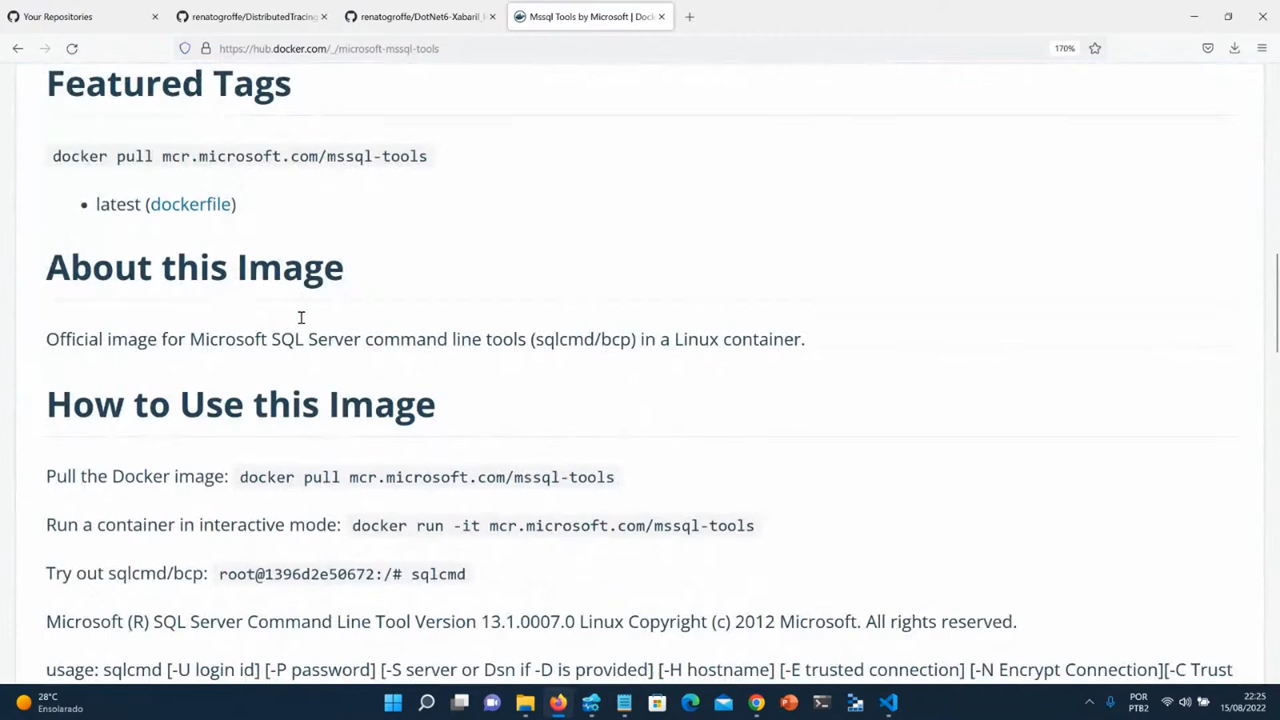 Your Repositories
renatogroffe/DistributedTracing
renatogroffe/DotNet6-Xabaril_
Mssql Tools by Microsoft | Dock
https://hub.docker.com/_/microsoft-mssql-tools
170%
Featured Tags
docker pull mcr.microsoft.com/mssql-tools
• latest (dockerfile)
About this Image
Official image for Microsoft SQL Server command line tools (sqlcmd/bcp) in a Linux container.
How to Use this Image
Pull the Docker image: docker pull mcr.microsoft.com/mssql-tools
Run a container in interactive mode: docker run -it mcr.microsoft.com/mssql-tools
Try out sqlcmd/bcp: root@1396d2e50672:/# sqlcmd
Microsoft (R) SQL Server Command Line Tool Version 13.1.0007.0 Linux Copyright (c) 2012 Microsoft. All rights reserved.
usage: sqlcmd [-U login id] [-P password] [-S server or Dsn if -D is provided] [-H hostname] [-E trusted connection] [-N Encrypt Connection][-C Trust
28°C
Ensolarado
POR
PTB2
22:25
15/08/2022